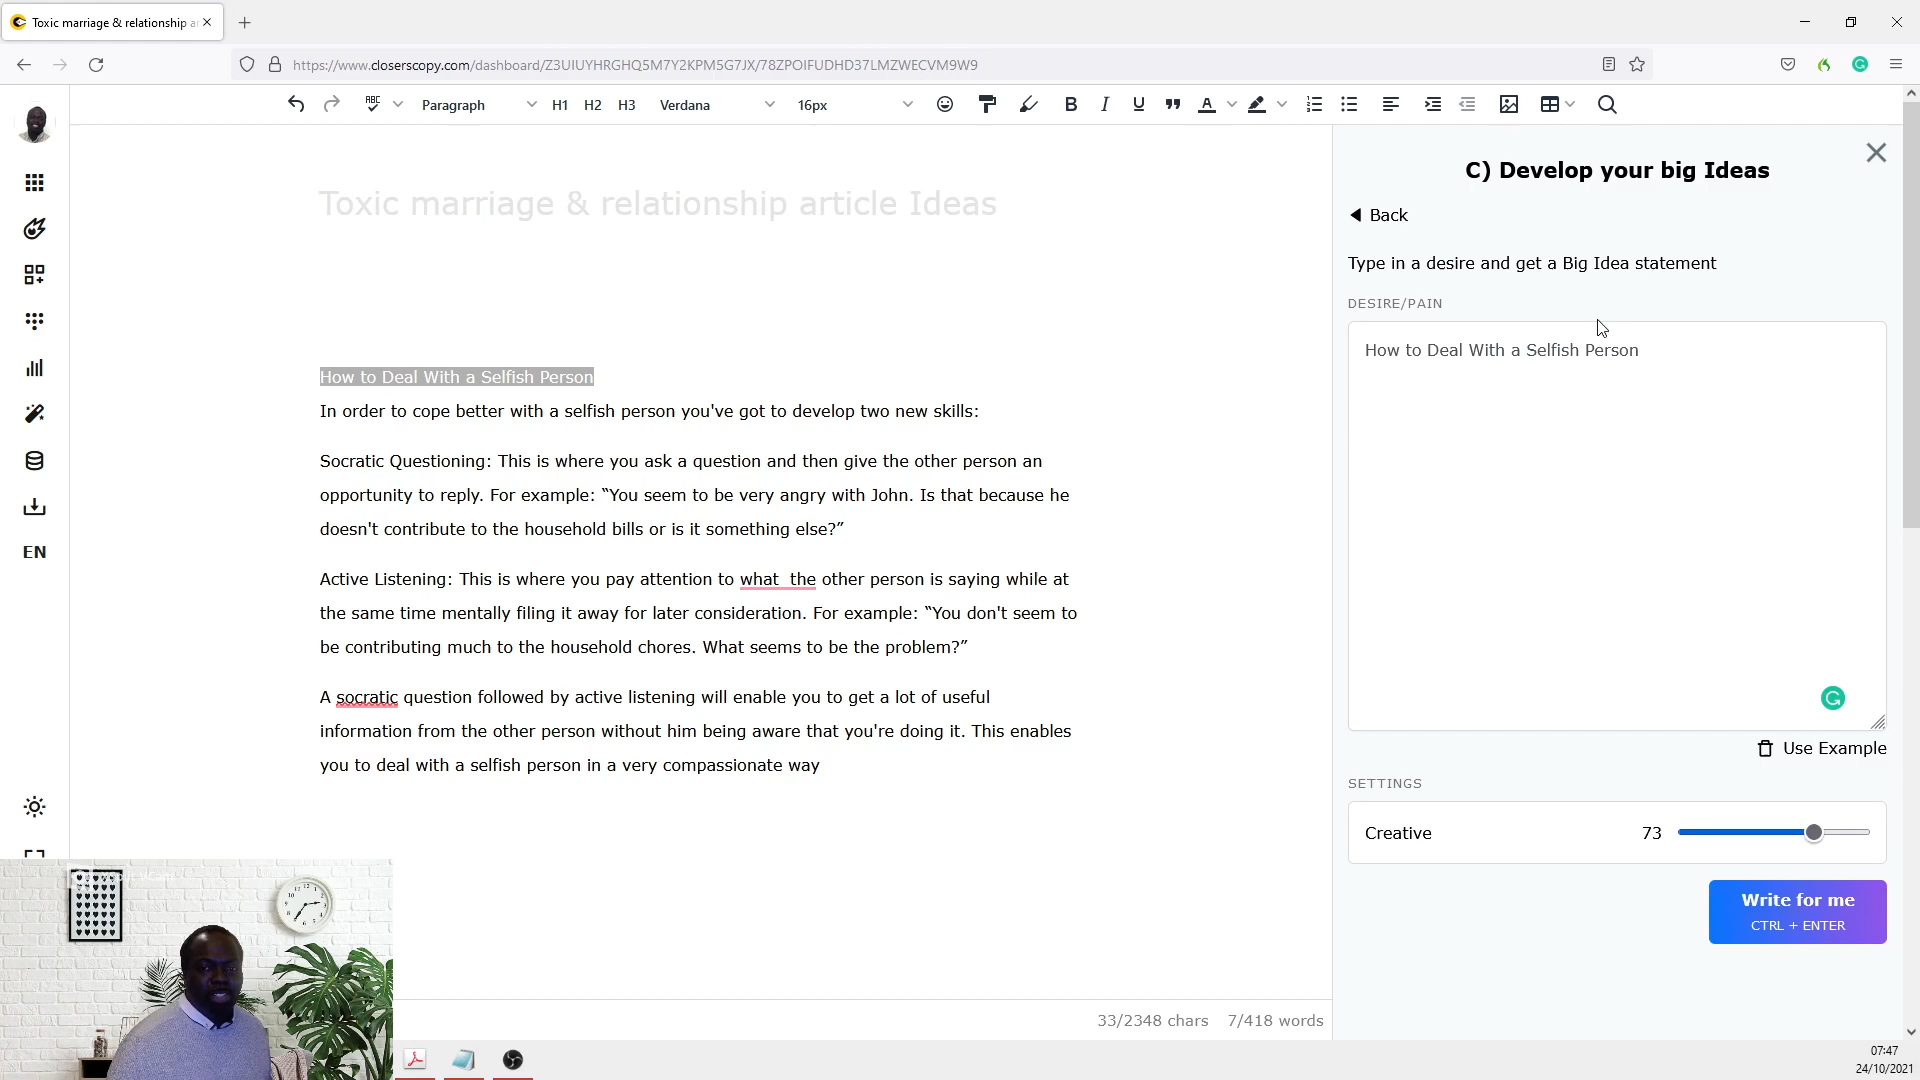 Toxic marriage & relationship ar
https://www.closerscopy.com/dashboard/Z3UIUYHRGHQ5M7Y2KPM5G7JX/78ZPOIFUDHD37LMZWECVM9W9
ABC Paragraph H1 H2 H3 Verdana 16px B I U A
C) Develop your big Ideas
Back
Type in a desire and get a Big Idea statement
DESIRE/PAIN
How to Deal With a Selfish Person
Use Example
SETTINGS
Creative 73
Write for me
CTRL + ENTER
EN
Toxic marriage & relationship article Ideas
How to Deal With a Selfish Person
In order to cope better with a selfish person you've got to develop two new skills:
Socratic Questioning: This is where you ask a question and then give the other person an
opportunity to reply. For example: “You seem to be very angry with John. Is that because he
doesn't contribute to the household bills or is it something else?”
Active Listening: This is where you pay attention to what  the other person is saying while at
the same time mentally filing it away for later consideration. For example: “You don't seem to
be contributing much to the household chores. What seems to be the problem?”
A socratic question followed by active listening will enable you to get a lot of useful
information from the other person without him being aware that you're doing it. This enables
you to deal with a selfish person in a very compassionate way
33/2348 chars 7/418 words
07:47
24/10/2021